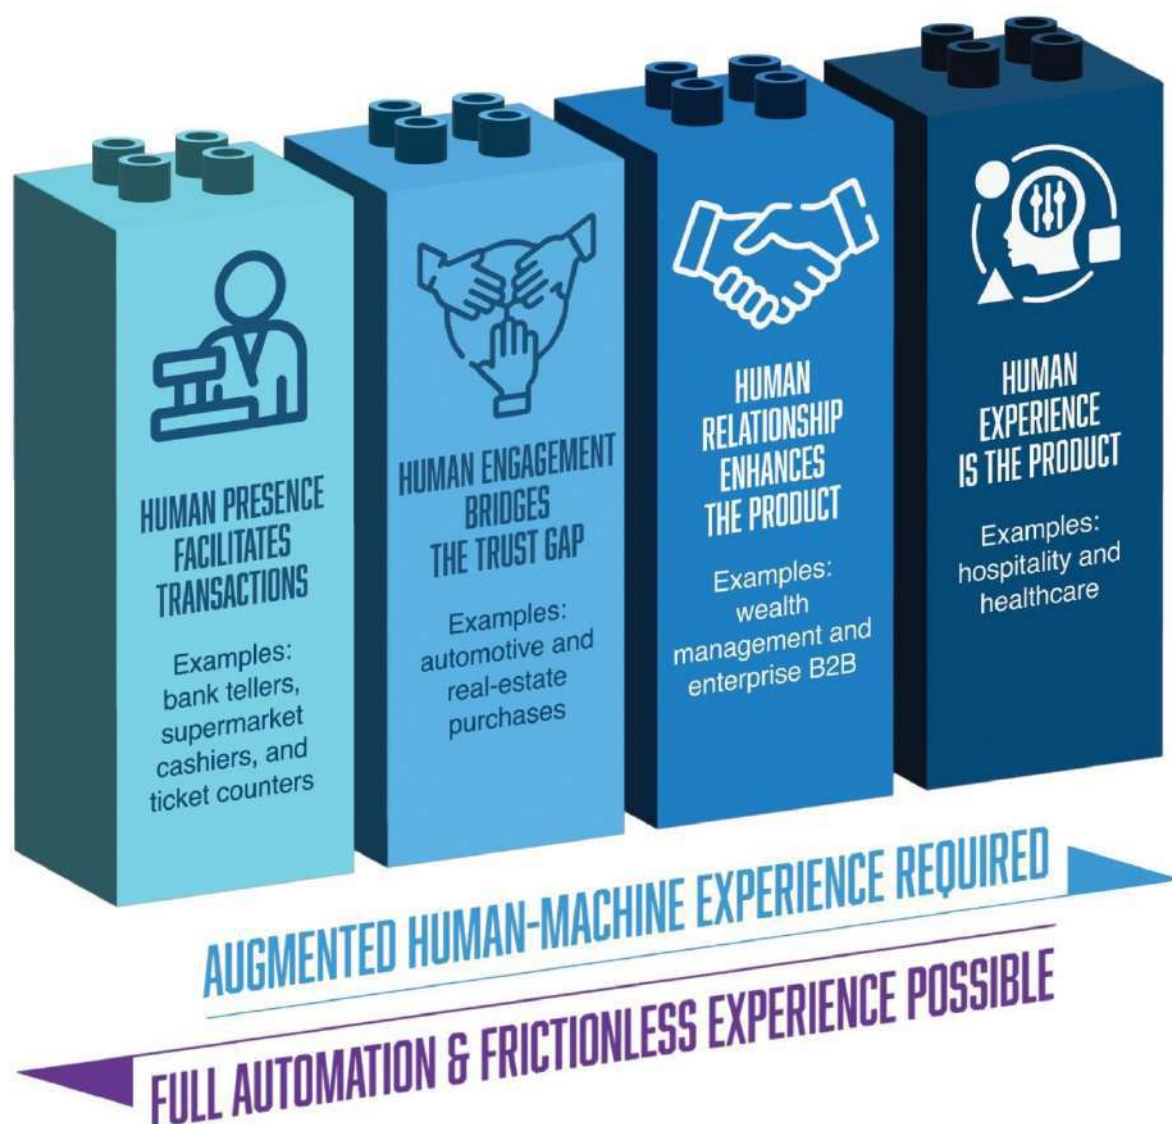 HUMAN PRESENCE
FACILITATES
TRANSACTIONS
Examples:
bank tellers,
supermarket
cashiers, and
ticket counters
HUMAN ENGAGEMENT
BRIDGES
THE TRUST GAP
Examples:
automotive and
real-estate
purchases
HUMAN
RELATIONSHIP
ENHANCES
THE PRODUCT
Examples:
wealth
management and
enterprise B2B
HUMAN
EXPERIENCE
IS THE PRODUCT
Examples:
hospitality and
healthcare
AUGMENTED HUMAN-MACHINE EXPERIENCE REQUIRED
FULL AUTOMATION & FRICTIONLESS EXPERIENCE POSSIBLE